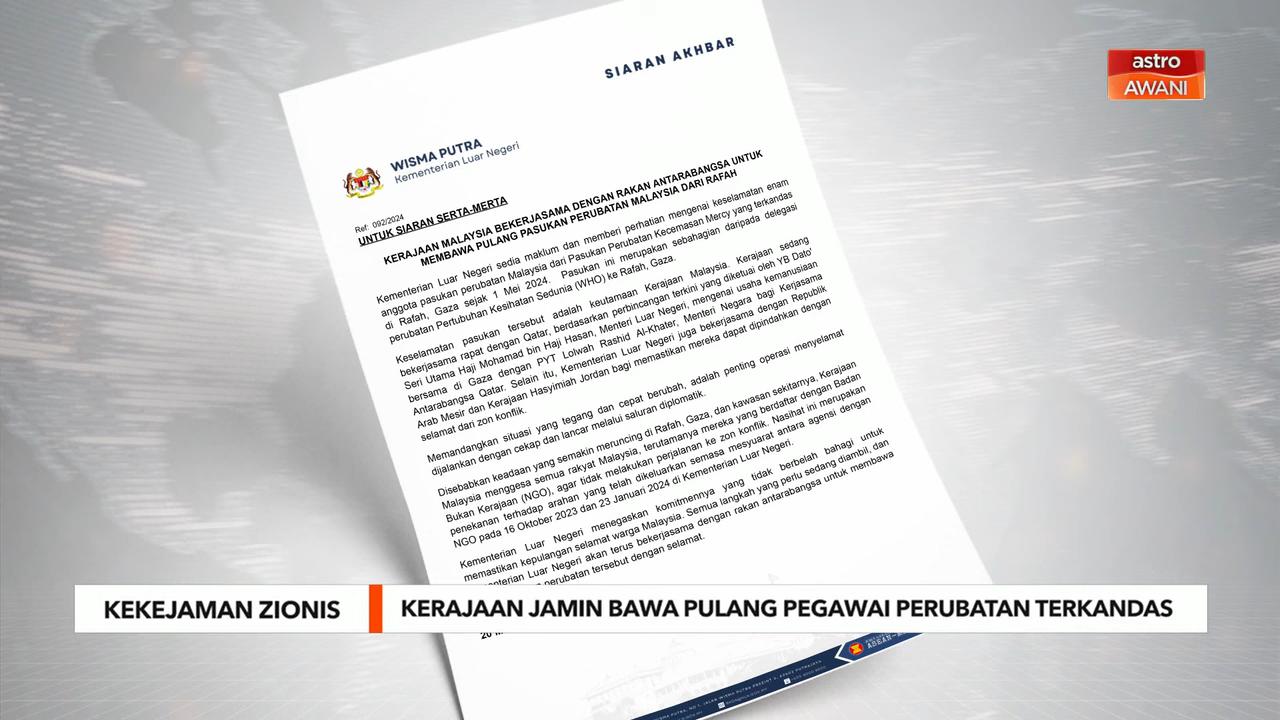 SIARAN AKHBAR
astro
AWANI
WISMA PUTRA
Kementerian Luar Negeri
Ref: 092/2024
UNTUK SIARAN SERTA-MERTA
KERAJAAN MALAYSIA BEKERJASAMA DENGAN RAKAN ANTARABANGSA UNTUK
MEMBAWA PULANG PASUKAN PERUBATAN MALAYSIA DARI RAFAH
Kementerian Luar Negeri sedia maklum dan memberi perhatian mengenai keselamatan enam
anggota pasukan perubatan Malaysia dari Pasukan Perubatan Kecemasan Mercy yang terkandas
di Rafah, Gaza sejak 1 Mei 2024. Pasukan ini merupakan sebahagian daripada delegasi
perubatan Pertubuhan Kesihatan Sedunia (WHO) ke Rafah, Gaza.
Keselamatan pasukan tersebut adalah keutamaan Kerajaan Malaysia. Kerajaan sedang
bekerjasama rapat dengan Qatar, berdasarkan perbincangan terkini yang diketuai oleh YB Dato'
Seri Utama Haji Mohamad bin Haji Hasan, Menteri Luar Negeri, mengenai usaha kemanusiaan
bersama di Gaza dengan PYT Lolwah Rashid Al-Khater, Menteri Negara bagi Kerjasama
Antarabangsa Qatar. Selain itu, Kementerian Luar Negeri juga bekerjasama dengan Republik
Arab Mesir dan Kerajaan Hasyimiah Jordan bagi memastikan mereka dapat dipindahkan dengan
selamat dari zon konflik.
Memandangkan situasi yang tegang dan cepat berubah, adalah penting operasi menyelamat
dijalankan dengan cekap dan lancar melalui saluran diplomatik.
Disebabkan keadaan yang semakin meruncing di Rafah, Gaza, dan kawasan sekitarnya, Kerajaan
Malaysia menggesa semua rakyat Malaysia, terutamanya mereka yang berdaftar dengan Badan
Bukan Kerajaan (NGO), agar tidak melakukan perjalanan ke zon konflik. Nasihat ini merupakan
penekanan terhadap arahan yang telah dikeluarkan semasa mesyuarat antara agensi dengan
NGO pada 16 Oktober 2023 dan 23 Januari 2024 di Kementerian Luar Negeri.
Kementerian Luar Negeri menegaskan komitmennya yang tidak berbelah bahagi untuk
memastikan kepulangan selamat warga Malaysia. Semua langkah yang perlu sedang diambil, dan
Luar Negeri akan terus bekerjasama dengan rakan antarabangsa untuk membawa
perubatan tersebut dengan selamat.
KEKEJAMAN ZIONIS
KERAJAAN JAMIN BAWA PULANG PEGAWAI PERUBATAN TERKANDAS